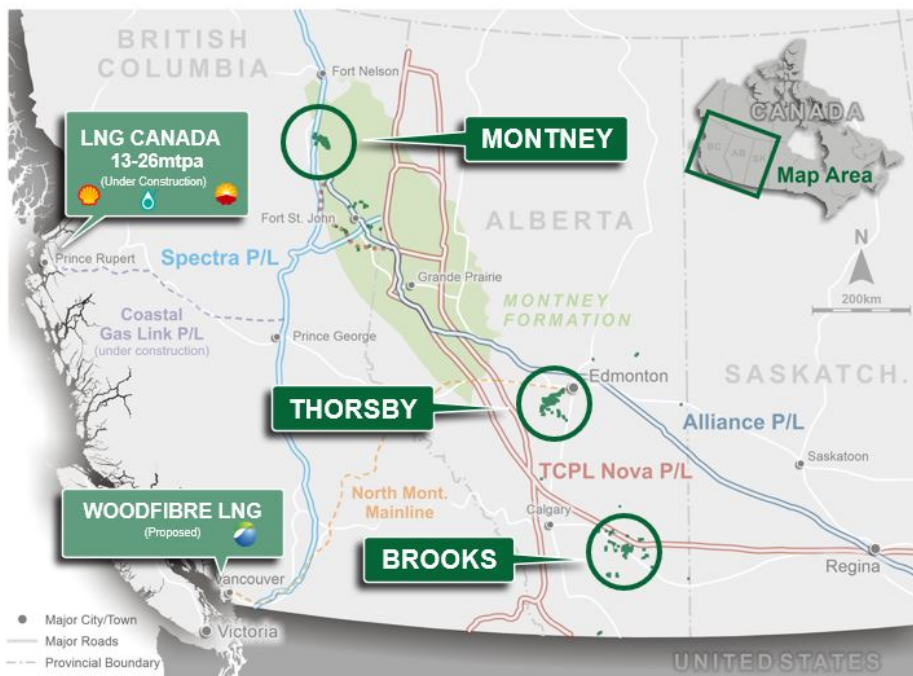 BRITISH
COLUMBIA
Fort Nelson
LNG CANADA
13-26mtpa
(Under Construction)
MONTNEY
CANADA
BC
AB
SK
Map Area
Fort St. John
ALBERTA
N
200km
Prince Rupert
Spectra P/L
Grande Prairie
MONTNEY
FORMATION
Coastal
Gas Link P/L
(under construction)
Prince George
THORSBY
Edmonton
SASKATCH.
Alliance P/L
Saskatoon
TCPL Nova P/L
North Mont.
Mainline
Calgary
WOODFIBRE LNG
(Proposed)
BROOKS
Regina
Vancouver
Victoria
Major City/Town
Major Roads
Provincial Boundary
UNITED STATES